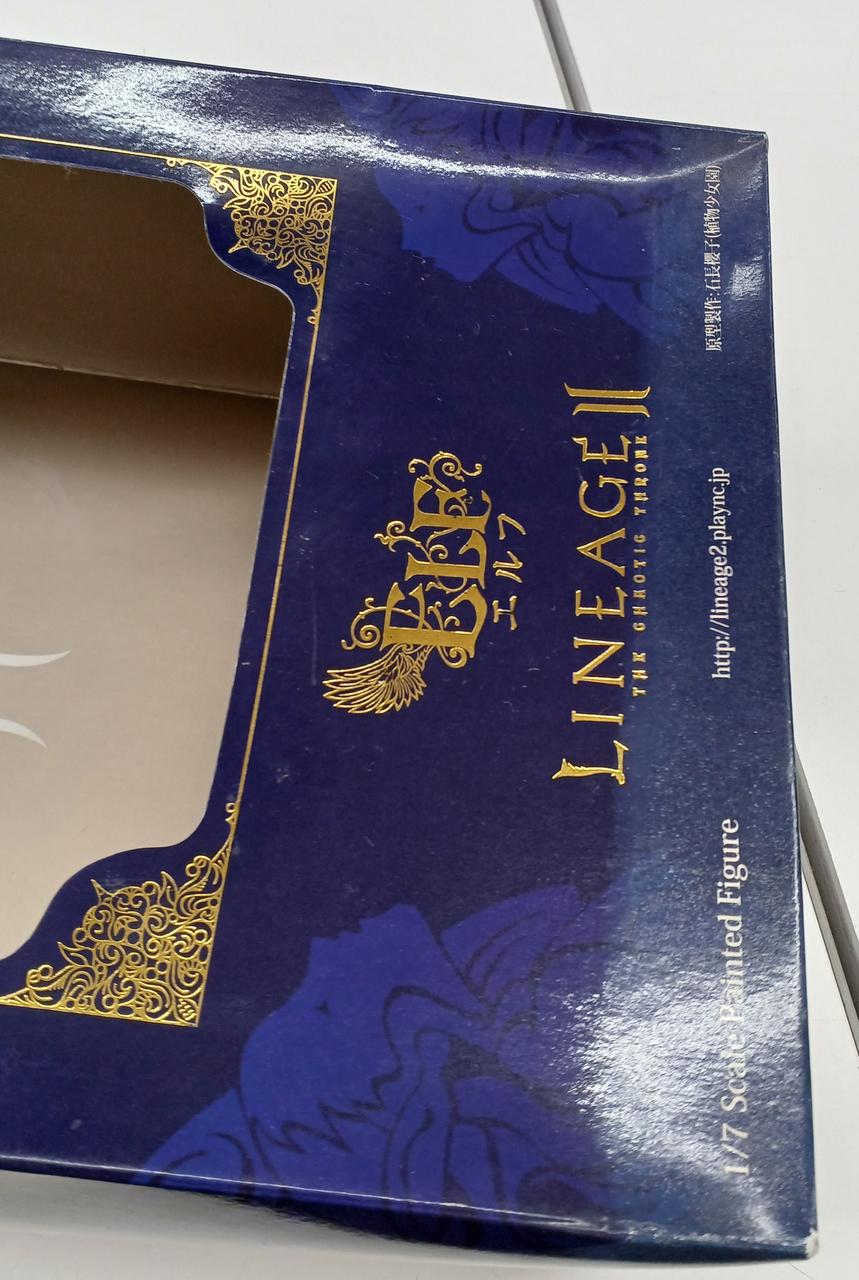 ELF
エルフ
LINEAGE II
THE CHAOTIC THRONE
1/7 Scale Painted Figure
http://lineage2.plaync.jp
原型製作:石長櫻子(植物少女園)